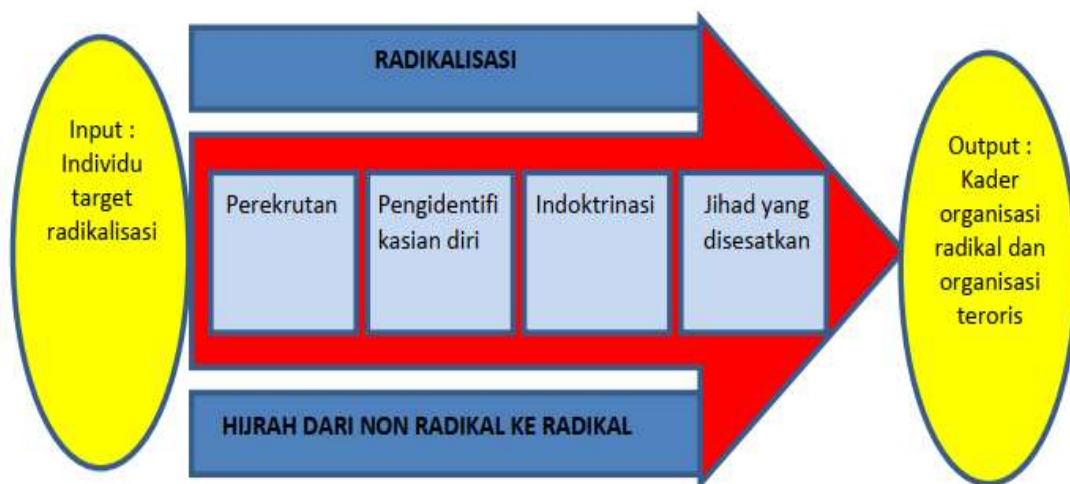 RADIKALISASI
Input :
Individu
target
radikalisasi
Perekrutan
Pengidentifi
kasian diri
Indoktrinasi
Jihad yang
disesatkan
Output :
Kader
organisasi
radikal dan
organisasi
teroris
HIJRAH DARI NON RADIKAL KE RADIKAL